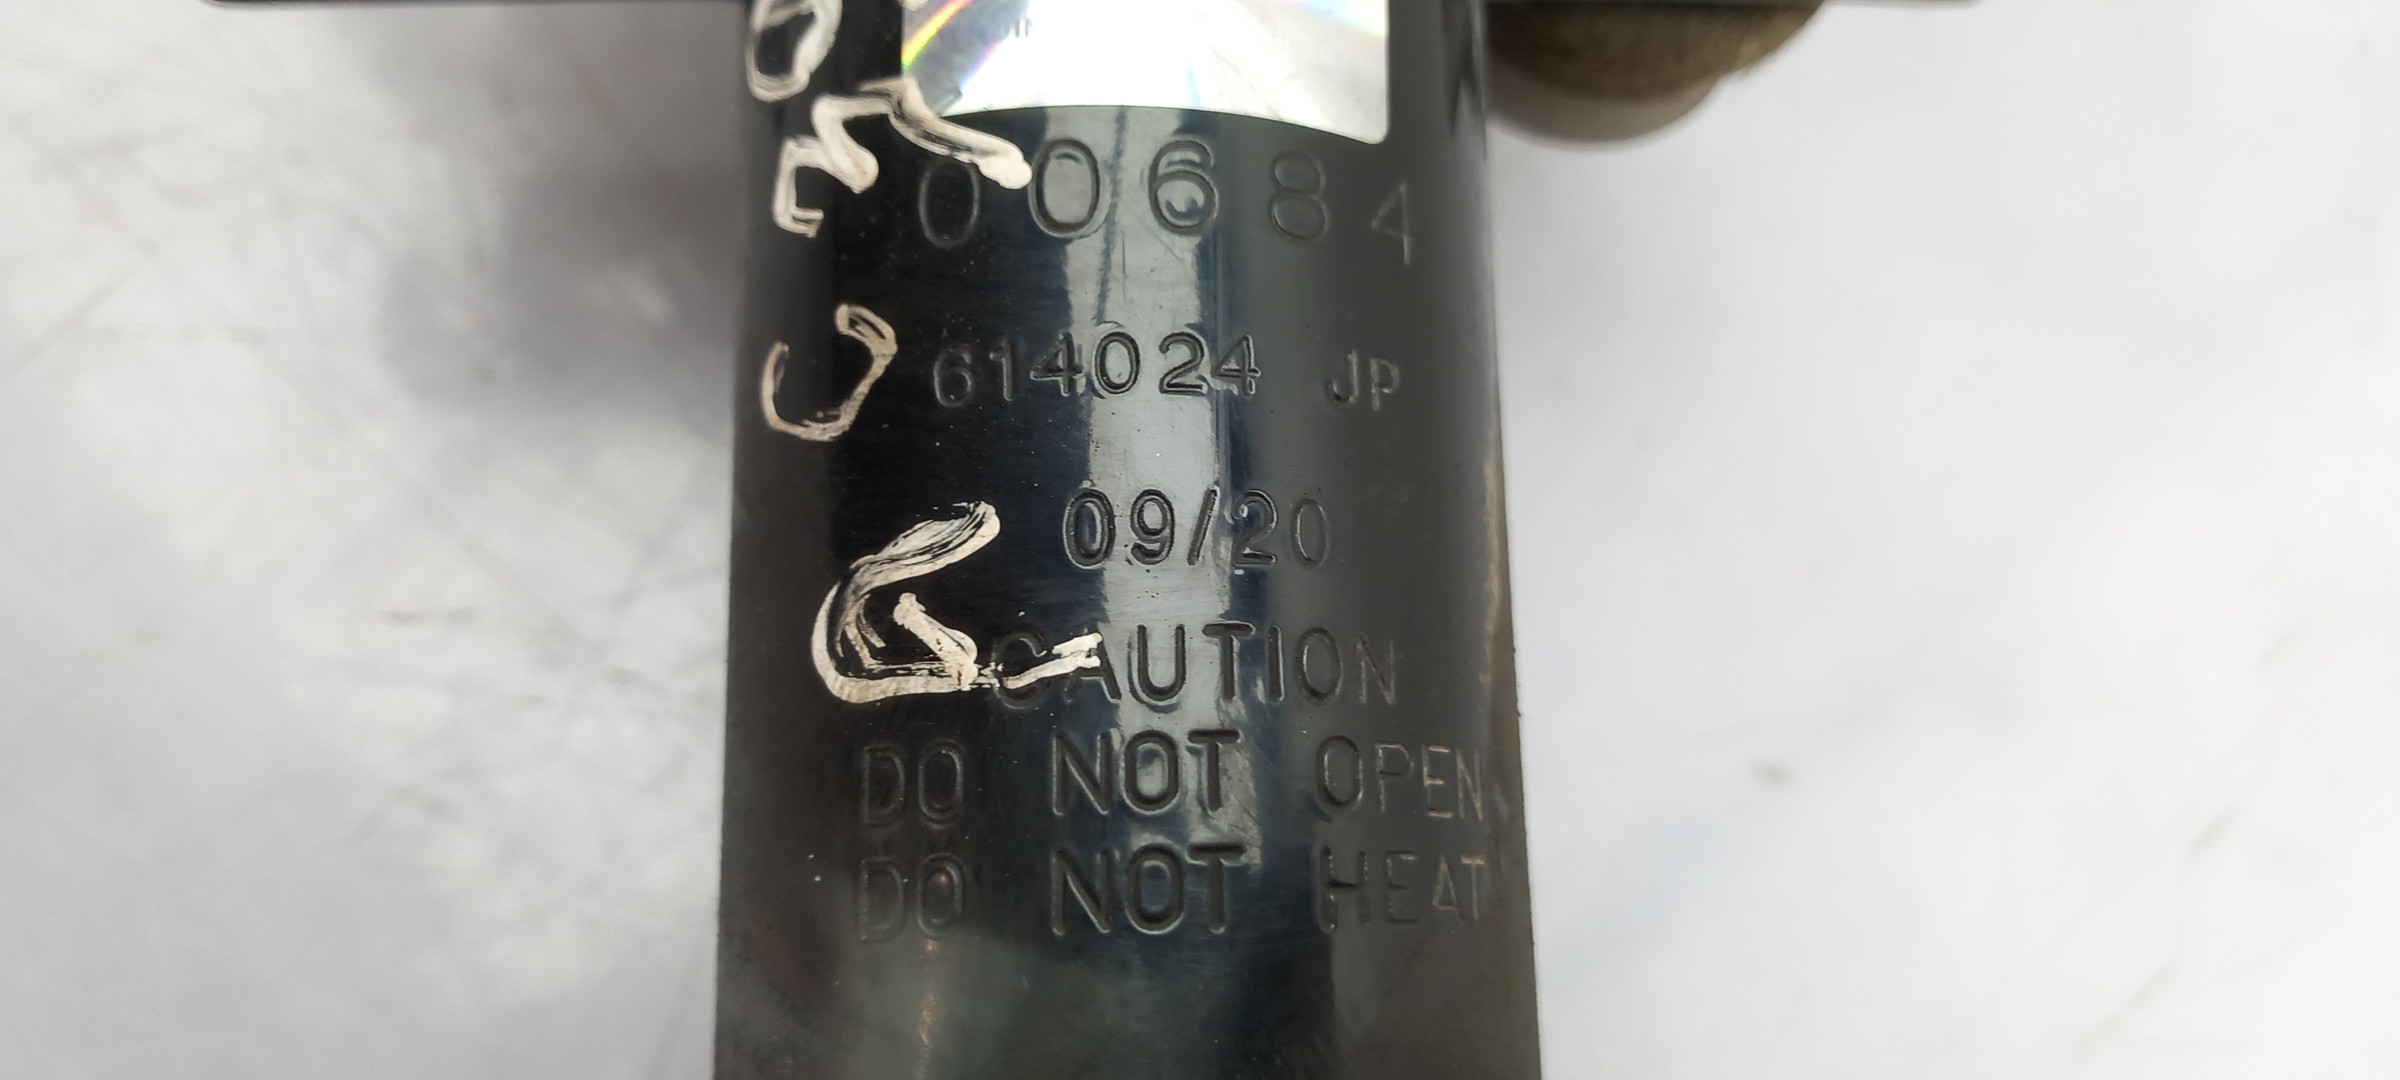 00684
614024 JP
09/20
CAUTION
DO NOT OPEN
DO NOT HEAT